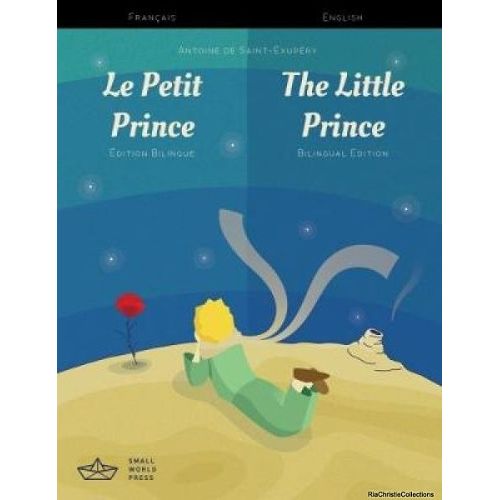 Français English
Antoine de Saint-Exupéry
Le Petit
Prince
Édition Bilingue
The Little
Prince
Bilingual Edition
SMALL
WORLD
PRESS
RiaChristieCollections